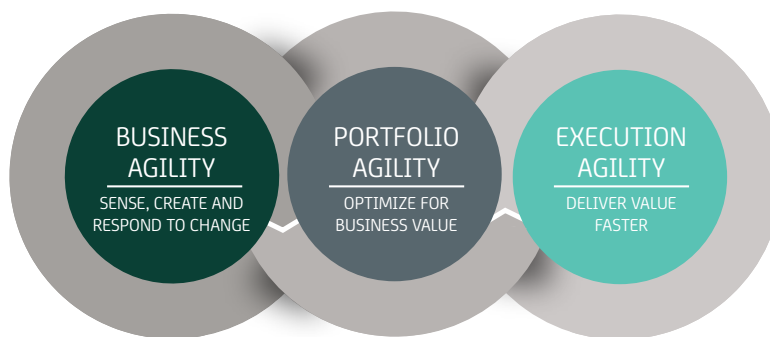 BUSINESS
AGILITY
SENSE, CREATE AND
RESPOND TO CHANGE
PORTFOLIO
AGILITY
OPTIMIZE FOR
BUSINESS VALUE
EXECUTION
AGILITY
DELIVER VALUE
FASTER